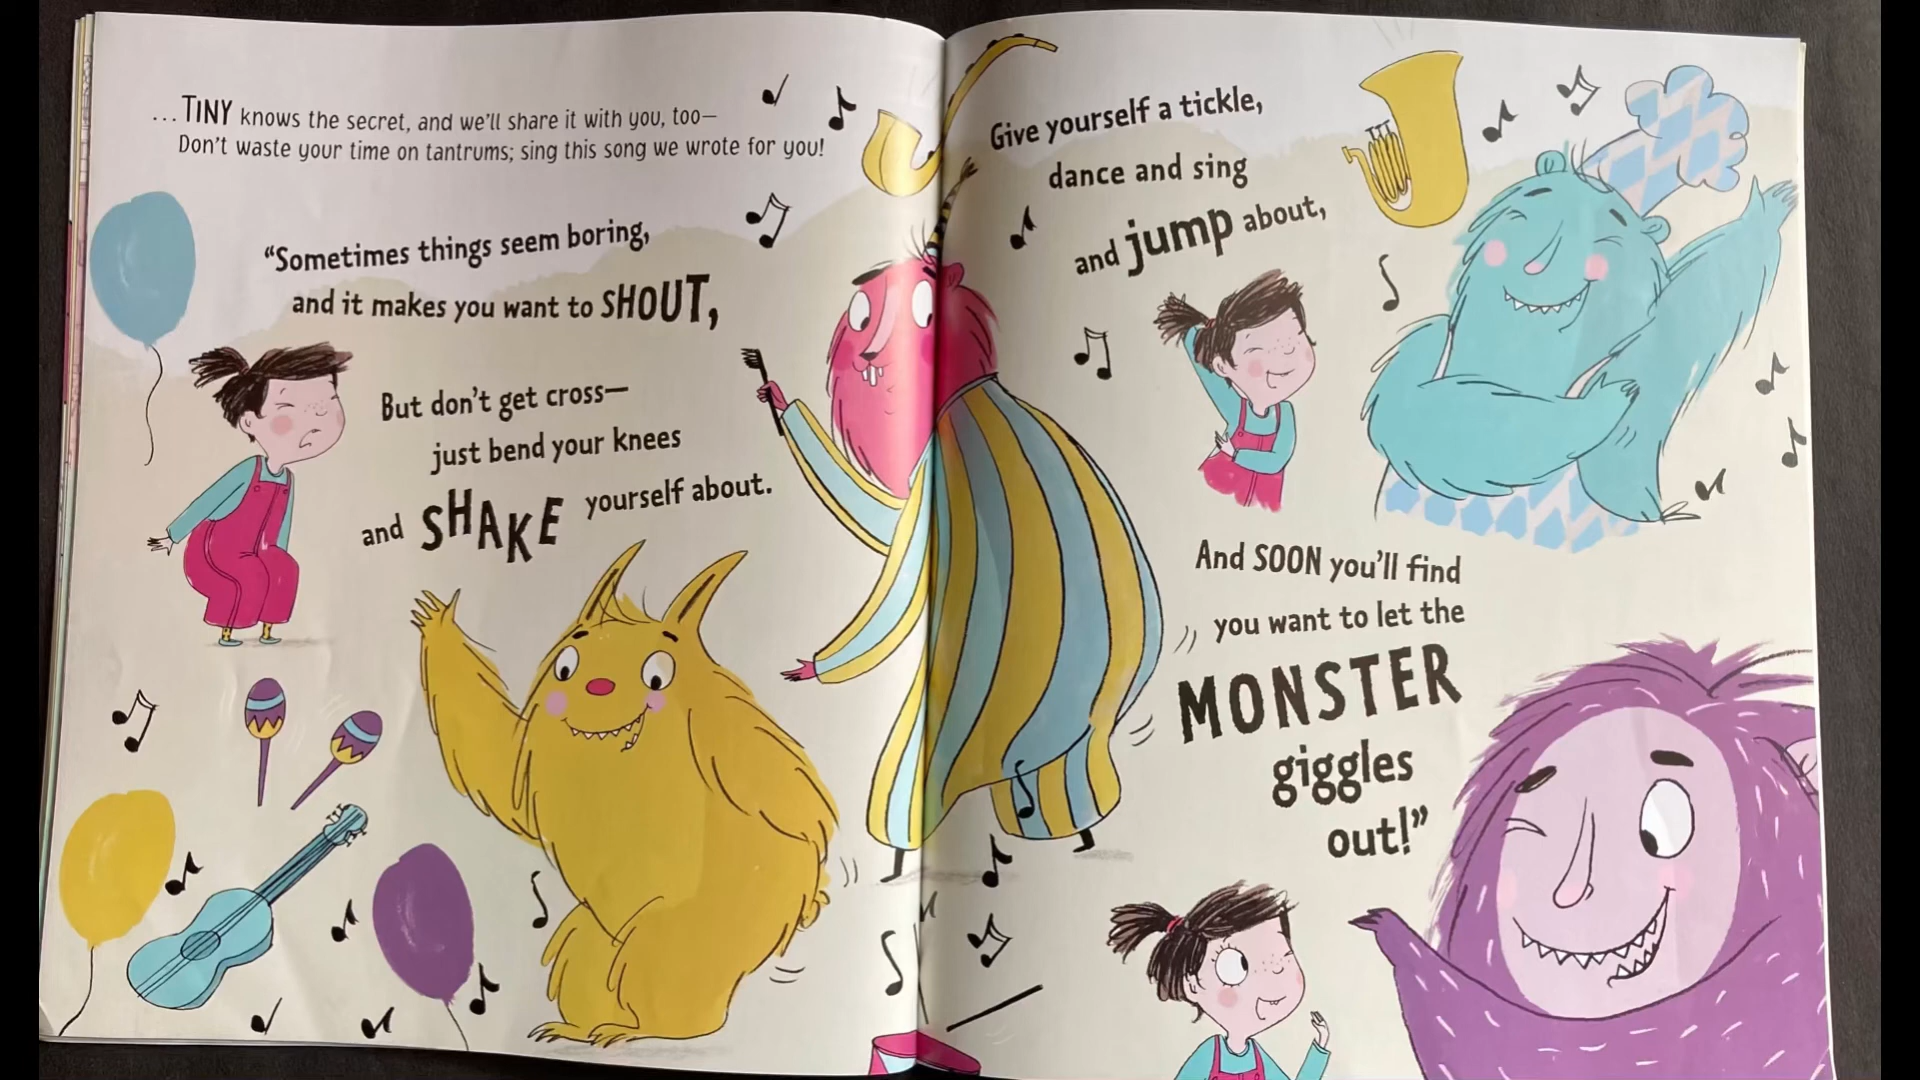 ...TINY knows the secret, and we'll share it with you, too—
Don't waste your time on tantrums; sing this song we wrote for you!
“Sometimes things seem boring,
and it makes you want to SHOUT,
But don't get cross—
just bend your knees
and SHAKE yourself about.
Give yourself a tickle,
dance and sing
and jump about,
And SOON you'll find
you want to let the
MONSTER
giggles
out!”